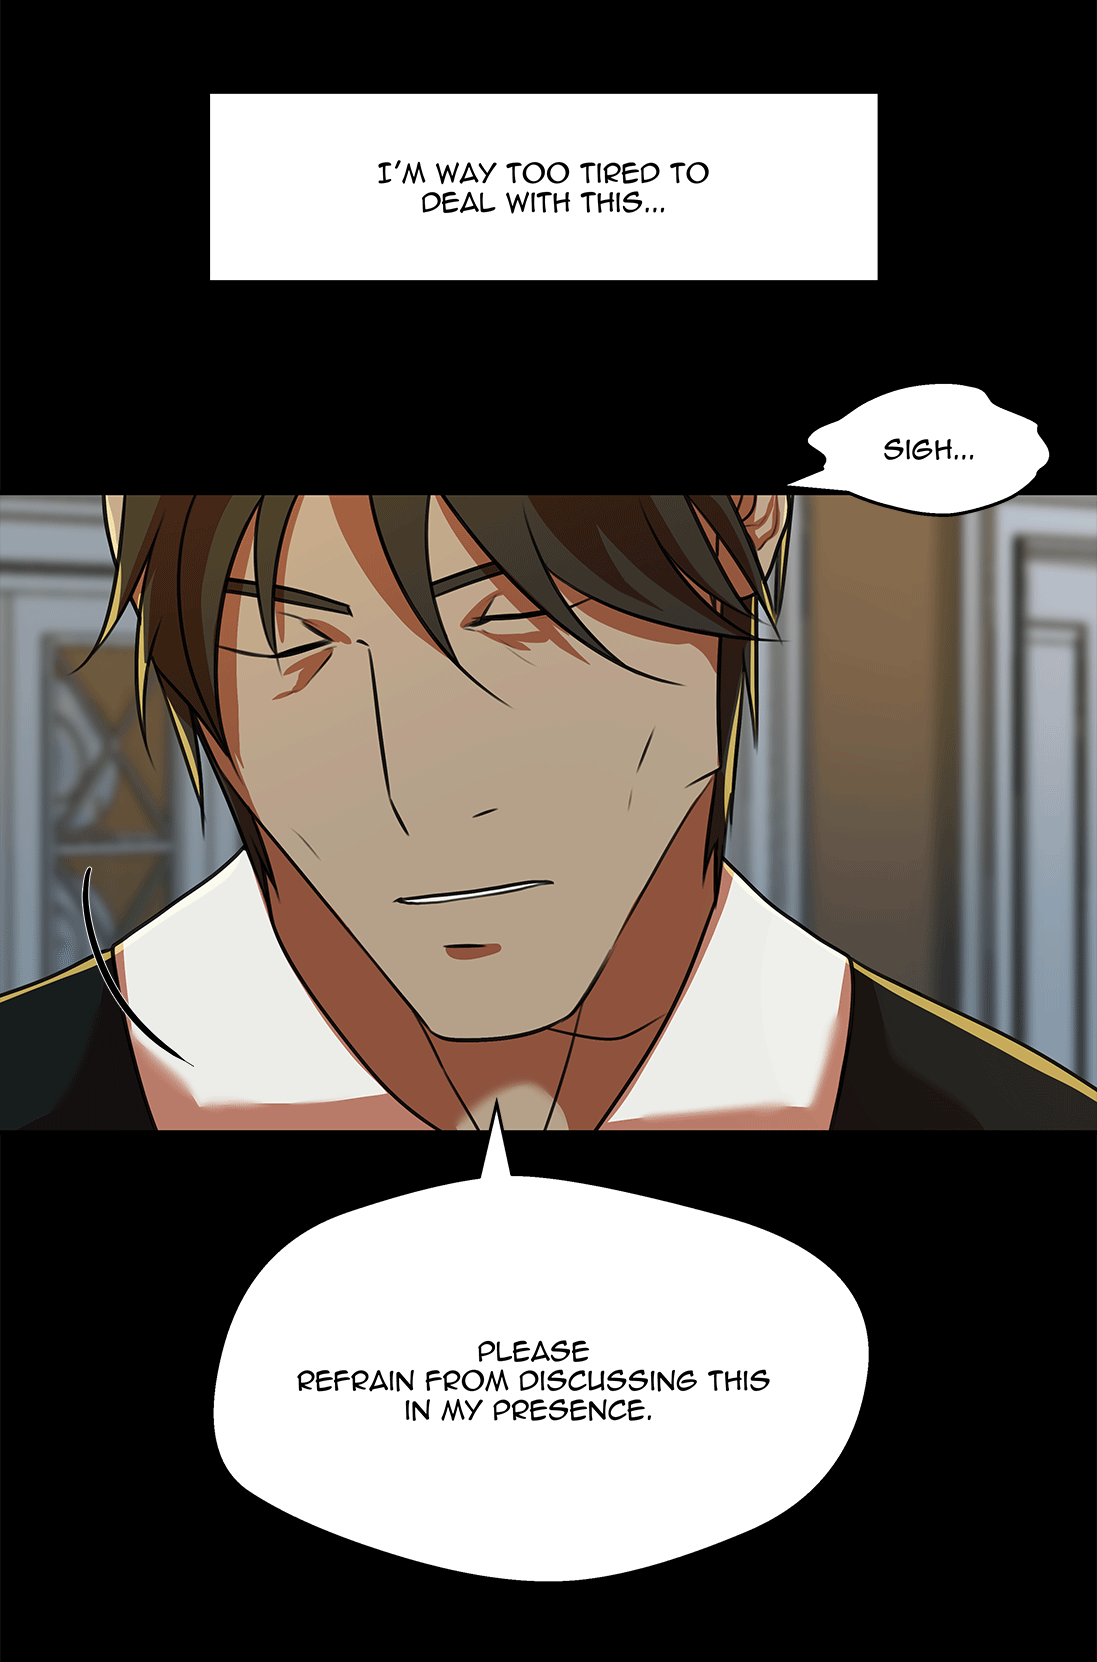 I'M WAY TOO TIRED TO
DEAL WITH THIS...
SIGH...
PLEASE
REFRAIN FROM DISCUSSING THIS
IN MY PRESENCE.